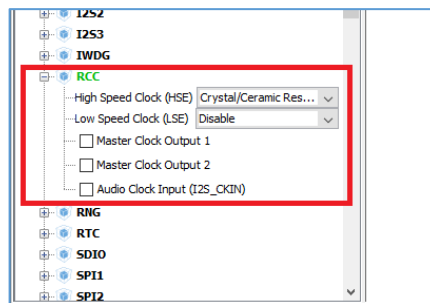 I2S2
I2S3
IWDG
RCC
High Speed Clock (HSE) Crystal/Ceramic Res...
Low Speed Clock (LSE) Disable
Master Clock Output 1
Master Clock Output 2
Audio Clock Input (I2S_CKIN)
RNG
RTC
SDIO
SPI1
SPI2